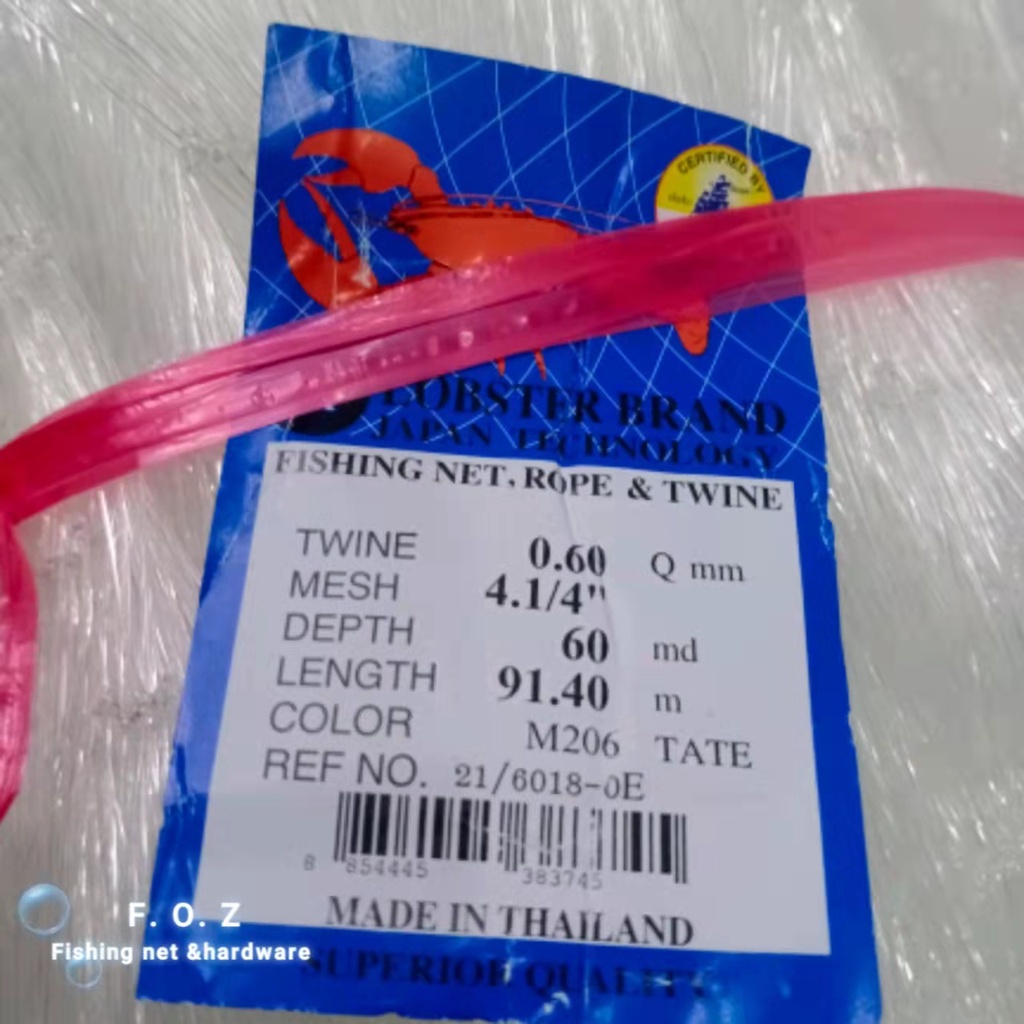 CERTIFIED BY
LOBSTER BRAND
JAPAN TECHNOLOGY
FISHING NET, ROPE & TWINE
TWINE 0.60 Q mm
MESH 4.1/4"
DEPTH 60 md
LENGTH 91.40 m
COLOR M206 TATE
REF NO. 21/6018-0E
8 854445 383745
MADE IN THAILAND
SUPERIOR QUALITY
F. O. Z
Fishing net &hardware